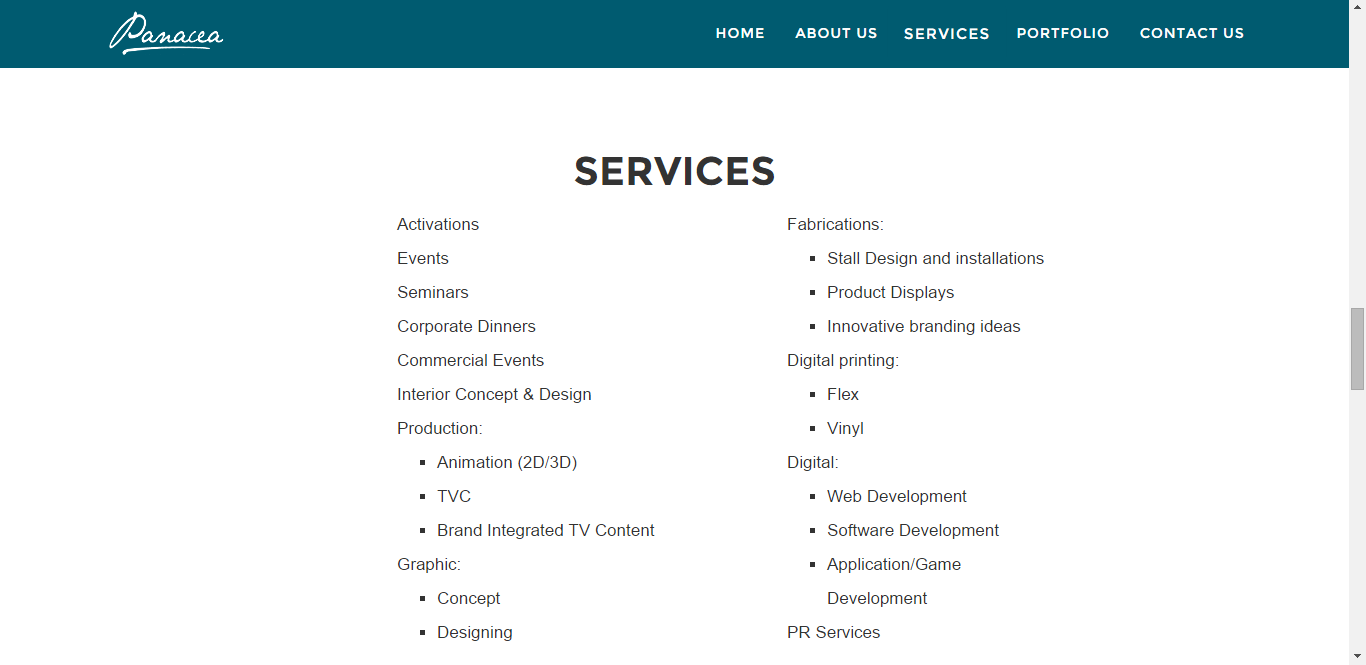 Panacea
HOME ABOUT US SERVICES PORTFOLIO CONTACT US
SERVICES
Activations
Events
Seminars
Corporate Dinners
Commercial Events
Interior Concept & Design
Production:
Animation (2D/3D)
TVC
Brand Integrated TV Content
Graphic:
Concept
Designing
Fabrications:
Stall Design and installations
Product Displays
Innovative branding ideas
Digital printing:
Flex
Vinyl
Digital:
Web Development
Software Development
Application/Game
Development
PR Services